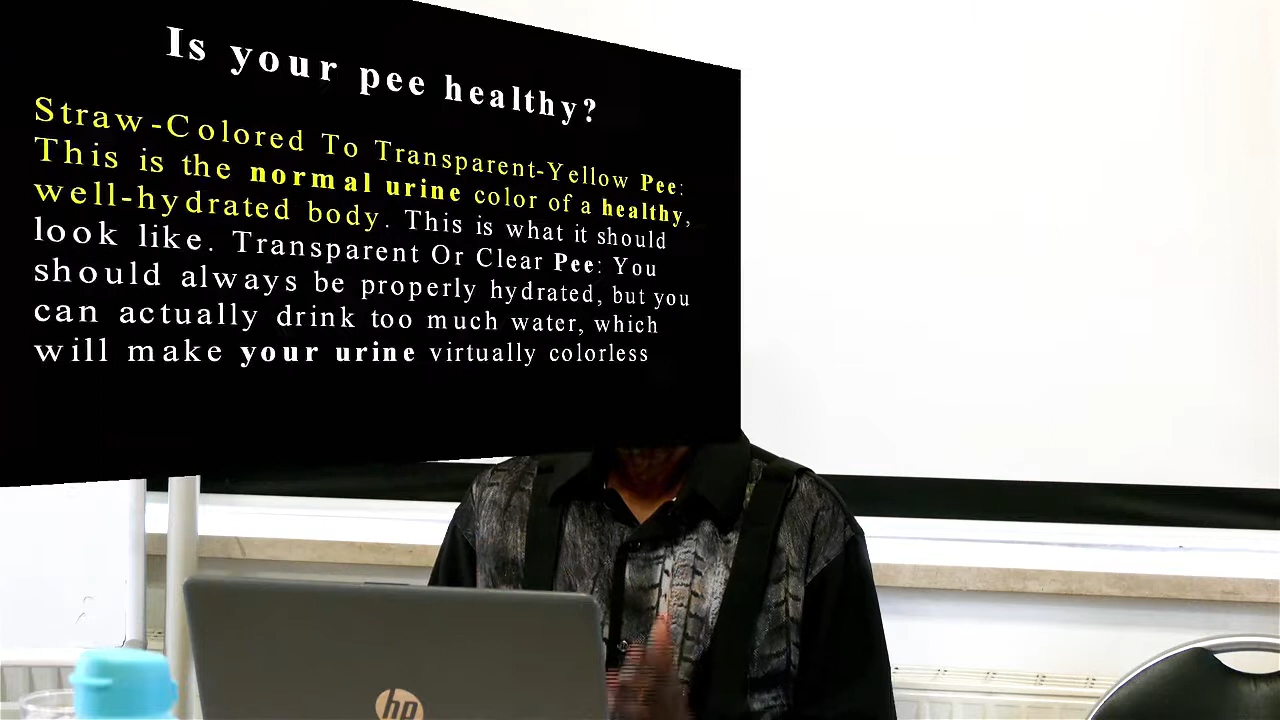 Is your pee healthy?
Straw-Colored To Transparent-Yellow Pee:
This is the normal urine color of a healthy,
well-hydrated body. This is what it should
look like. Transparent Or Clear Pee: You
should always be properly hydrated, but you
can actually drink too much water, which
will make your urine virtually colorless
hp